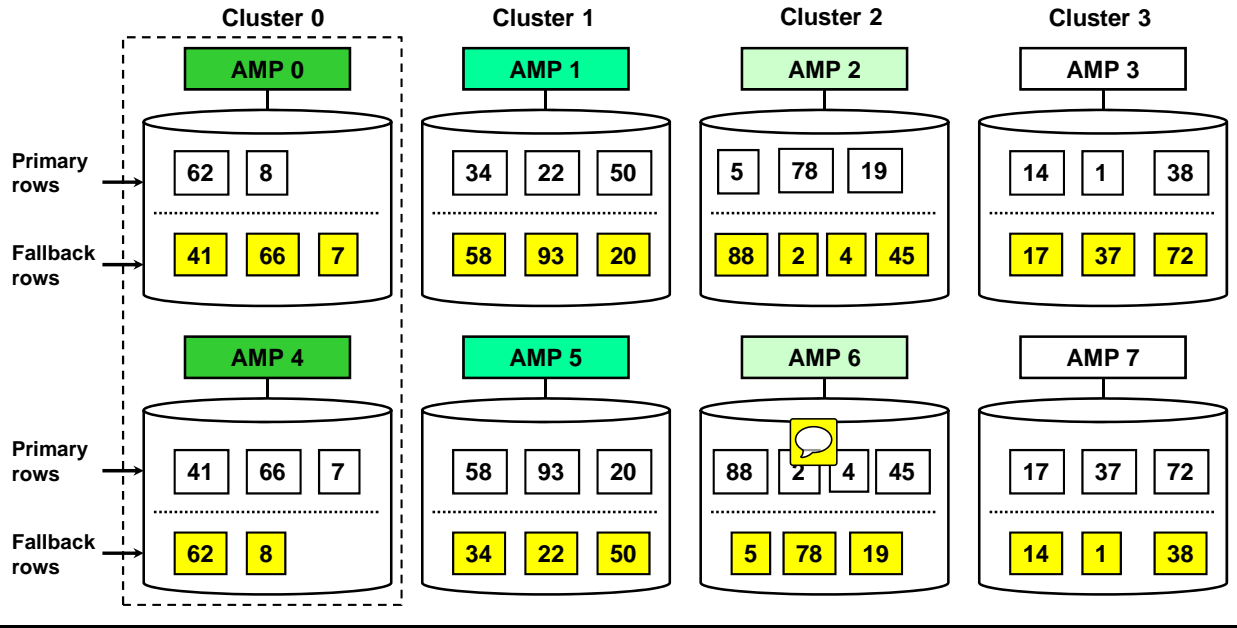 Cluster 0 Cluster 1 Cluster 2 Cluster 3
AMP 0 AMP 1 AMP 2 AMP 3
Primary
rows
62 8 34 22 50 5 78 19 14 1 38
Fallback
rows
41 66 7 58 93 20 88 2 4 45 17 37 72
AMP 4 AMP 5 AMP 6 AMP 7
Primary
rows
41 66 7 58 93 20 88 2 4 45 17 37 72
Fallback
rows
62 8 34 22 50 5 78 19 14 1 38